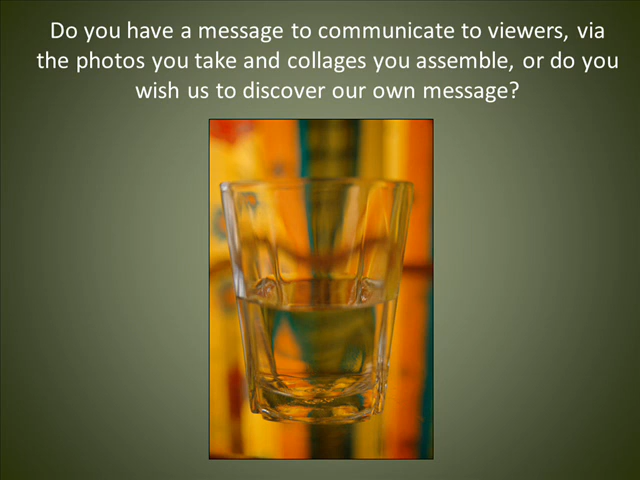 Do you have a message to communicate to viewers, via
the photos you take and collages you assemble, or do you
wish us to discover our own message?